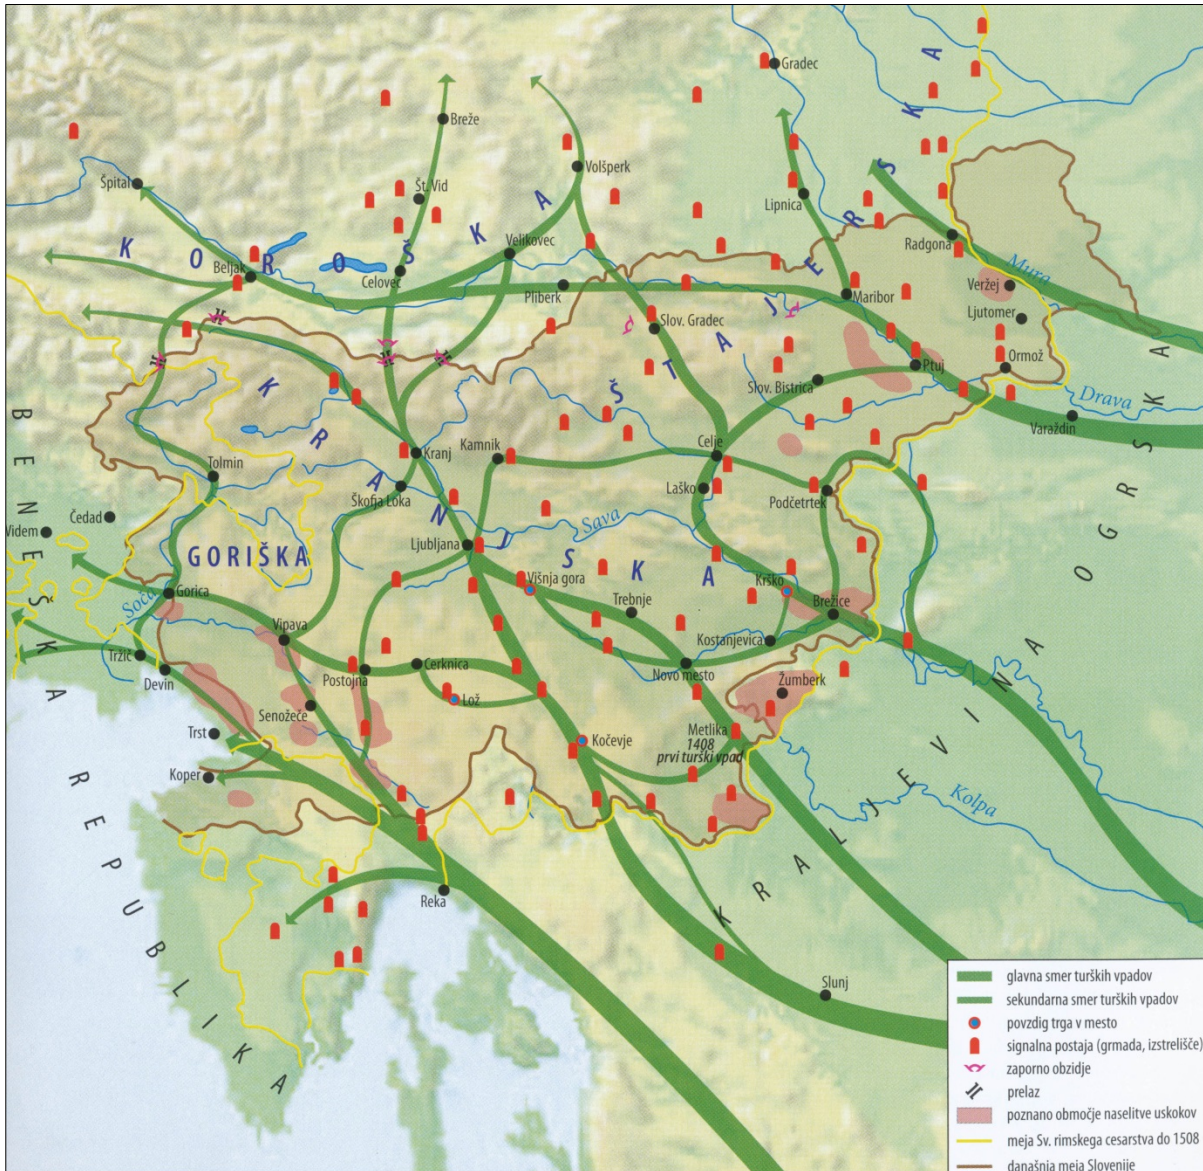 Gradec
Breže
Volšperk
Špital
Št. Vid
Lipnica
Velikovec
Radgona
Beljak
Celovec
Pliberk
Maribor
Mura
Veržej
Ljutomer
Slov. Gradec
Ormož
Ptuj
Slov. Bistrica
Drava
Varaždin
Kamnik
Kranj
Celje
Tolmin
Škofja Loka
Laško
Podčetrtek
Čedad
Videm
Sava
Ljubljana
GORIŠKA
Višnja gora
Krško
Trebnje
Brežice
Gorica
Soča
Vipava
Kostanjevica
Tržič
Devin
Postojna
Cerknica
Novo mesto
Lož
Žumberk
Senožeče
Trst
Kočevje
Metlika
1408
prvi turški vpad
Koper
Kolpa
Reka
Slunj
KOROŠKA
ŠTAJERSKA
KRANJSKA
BENEŠKA REPUBLIKA
KRALJEVINA OGRSKA
glavna smer turških vpadov
sekundarna smer turških vpadov
povzdig trga v mesto
signalna postaja (grmada, izstrelišče)
zaporno obzidje
prelaz
poznano območje naselitve uskokov
meja Sv. rimskega cesarstva do 1508
današnja meja Slovenije